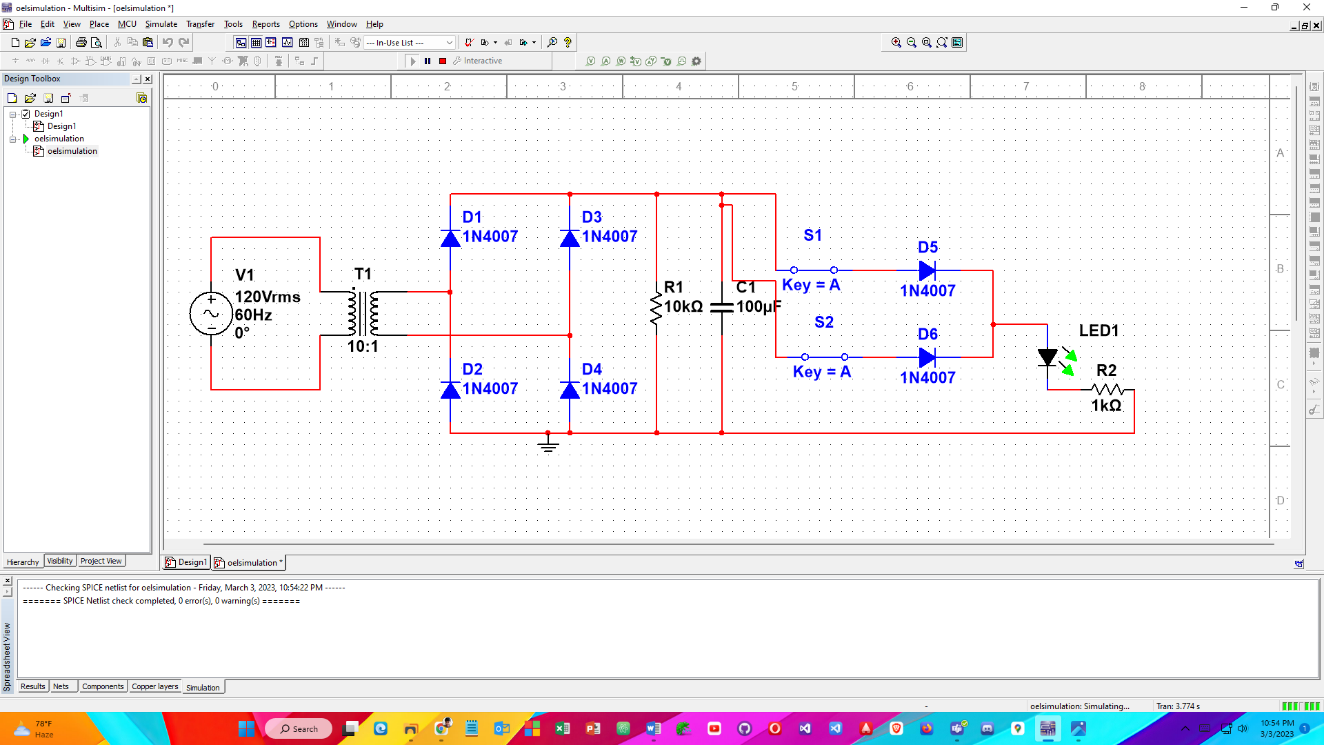 oelsimulation - Multisim - [oelsimulation *]
File Edit View Place MCU Simulate Transfer Tools Reports Options Window Help
--- In-Use List ---
Interactive
Design Toolbox
Design1
Design1
oelsimulation
oelsimulation
Hierarchy Visibility Project View
0 1 2 3 4 5 6 7 8
A
B
C
D
V1
120Vrms
60Hz
0°
T1
10:1
D1
1N4007
D3
1N4007
D2
1N4007
D4
1N4007
R1
10kΩ
C1
100µF
S1
Key = A
S2
Key = A
D5
1N4007
D6
1N4007
LED1
R2
1kΩ
Design1 oelsimulation *
Spreadsheet View
------ Checking SPICE netlist for oelsimulation - Friday, March 3, 2023, 10:54:22 PM ------
======= SPICE Netlist check completed, 0 error(s), 0 warning(s) =======
Results Nets Components Copper layers Simulation
- oelsimulation: Simulating... Tran: 3.774 s
78°F
Haze
Search
10:54 PM
3/3/2023